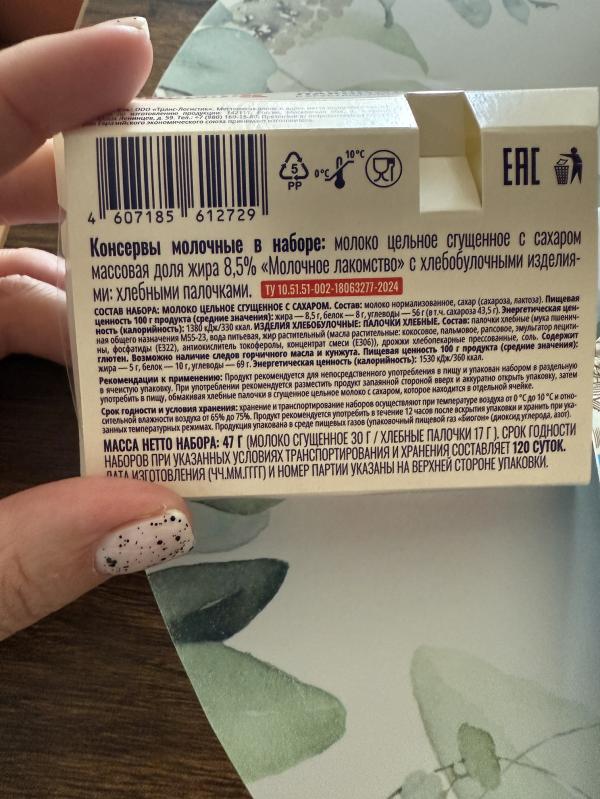 4 607185 612729
5
PP
0°C
10°C
EAC
Консервы молочные в наборе: молоко цельное сгущенное с сахаром
массовая доля жира 8,5% «Молочное лакомство» с хлебобулочными изделия-
ми: хлебными палочками. ТУ 10.51.51-002-18063277-2024
СОСТАВ НАБОРА: МОЛОКО ЦЕЛЬНОЕ СГУЩЕННОЕ С САХАРОМ. Состав: молоко нормализованное, сахар (сахароза, лактоза). Пищевая
ценность 100 г продукта (средние значения): жира — 8,5 г, белок — 8 г, углеводы — 56 г (в т.ч. сахароза 43,5 г). Энергетическая цен-
ность (калорийность): 1380 кДж/330 ккал. ИЗДЕЛИЯ ХЛЕБОБУЛОЧНЫЕ: ПАЛОЧКИ ХЛЕБНЫЕ. Состав: палочки хлебные (мука пшенич-
ная общего назначения М55-23, вода питьевая, жир растительный (масла растительные: кокосовое, пальмовое, рапсовое, эмульгатор лецити-
ны, фосфатиды (Е322), антиокислитель токоферолы, концентрат смеси (Е306)), дрожжи хлебопекарные прессованные, соль. Содержит
глютен. Возможно наличие следов горчичного масла и кунжута. Пищевая ценность 100 г продукта (средние значения):
жира — 5 г, белок — 10 г, углеводы — 69 г. Энергетическая ценность (калорийность): 1530 кДж/360 ккал.
Рекомендации к применению: Продукт рекомендуется для непосредственного употребления в пищу и упакован набором раздельную
в ячеистую упаковку. При употреблении рекомендуется разместить продукт запаянной стороной вверх и аккуратно открыть упаковку, затем
употребить в пищу, обмакивая хлебные палочки в сгущенное цельное молоко с сахаром, которое находится в отдельной ячейке.
Срок годности и условия хранения: хранение и транспортирование наборов осуществляют при температуре воздуха от 0 °С до 10 °С и отно-
сительной влажности воздуха от 65% до 75%. Продукт рекомендуется употребить в течение 12 часов после вскрытия упаковки и хранить при ука-
занных температурных режимах. Продукция упакована в среде пищевых газов (упаковочный пищевой газ «Биогон» (диоксид углерода, азот).
МАССА НЕТТО НАБОРА: 47 Г (МОЛОКО СГУЩЕННОЕ 30 Г / ХЛЕБНЫЕ ПАЛОЧКИ 17 Г). СРОК ГОДНОСТИ
НАБОРОВ ПРИ УКАЗАННЫХ УСЛОВИЯХ ТРАНСПОРТИРОВАНИЯ И ХРАНЕНИЯ СОСТАВЛЯЕТ 120 СУТОК.
ДАТА ИЗГОТОВЛЕНИЯ (ЧЧ.ММ.ГГГГ) И НОМЕР ПАРТИИ УКАЗАНЫ НА ВЕРХНЕЙ СТОРОНЕ УПАКОВКИ.